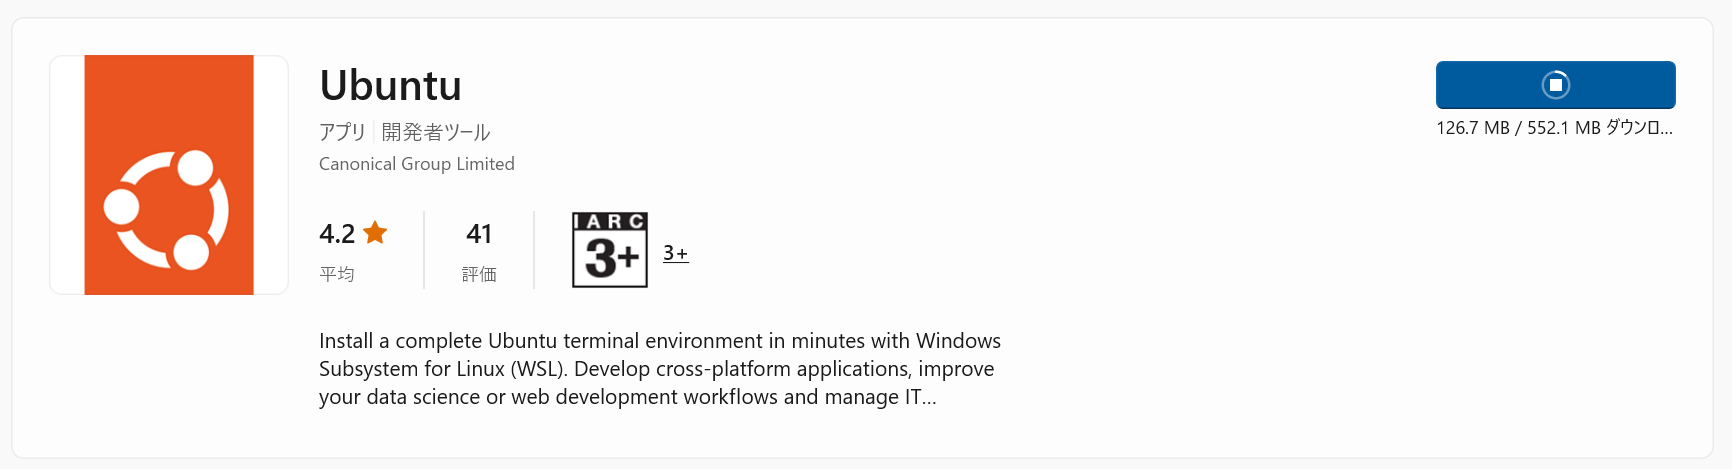 Ubuntu
アプリ 開発者ツール
Canonical Group Limited
126.7 MB / 552.1 MB ダウンロ...
4.2
平均
41
評価
IARC
3+
3+
Install a complete Ubuntu terminal environment in minutes with Windows
Subsystem for Linux (WSL). Develop cross-platform applications, improve
your data science or web development workflows and manage IT...